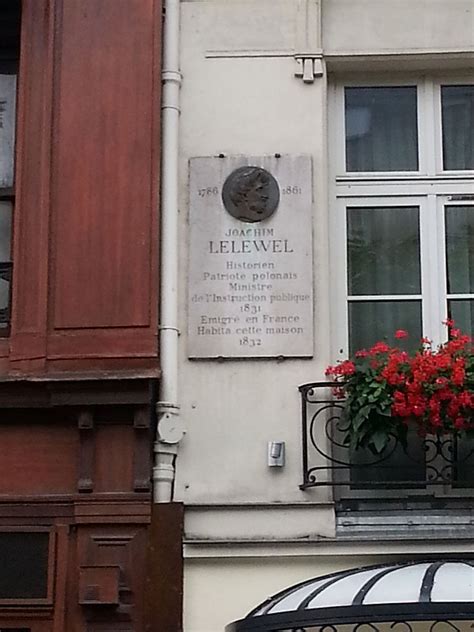 1786 1861
JOACHIM
LELEWEL
Historien
Patriote polonais
Ministre
de l'Instruction publique
1831
Emigré en France
Habita cette maison
1832